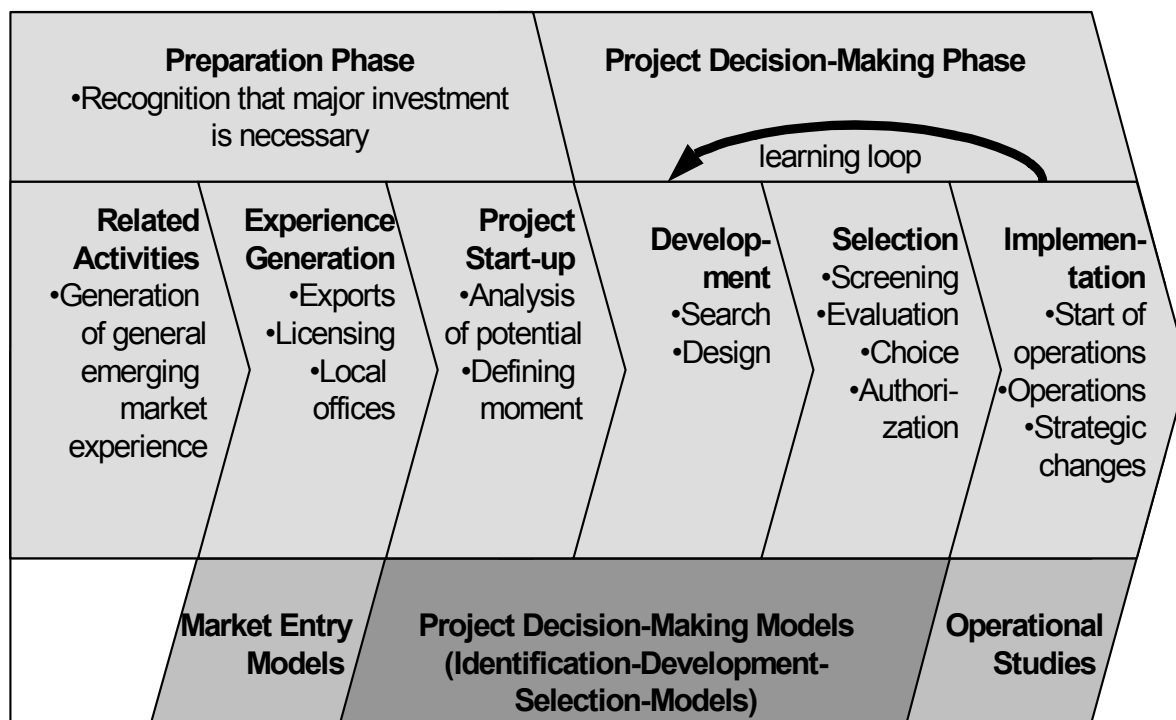 Preparation Phase
•Recognition that major investment
is necessary
Project Decision-Making Phase
learning loop
Related
Activities
•Generation
of general
emerging
market
experience
Experience
Generation
•Exports
•Licensing
•Local
offices
Project
Start-up
•Analysis
of potential
•Defining
moment
Develop-
ment
•Search
•Design
Selection
•Screening
•Evaluation
•Choice
•Authori-
zation
Implemen-
tation
•Start of
operations
•Operations
•Strategic
changes
Market Entry
Models
Project Decision-Making Models
(Identification-Development-
Selection-Models)
Operational
Studies